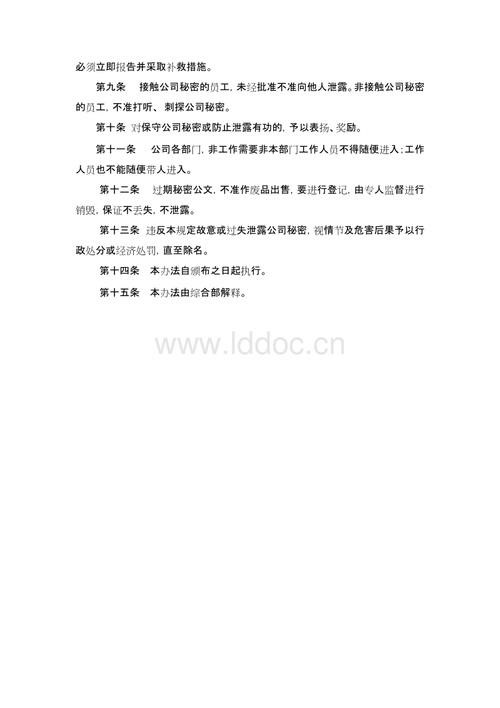 必须立即报告并采取补救措施。
第九条　接触公司秘密的员工，未经批准不准向他人泄露。非接触公司秘密
的员工，不准打听、刺探公司秘密。
第十条 对保守公司秘密或防止泄露有功的，予以表扬、奖励。
第十一条　公司各部门，非工作需要非本部门工作人员不得随便进入；工作
人员也不能随便带人进入。
第十二条　过期秘密公文，不准作废品出售，要进行登记，由专人监督进行
销毁，保证不丢失，不泄露。
第十三条 违反本规定故意或过失泄露公司秘密，视情节及危害后果予以行
政处分或经济处罚，直至除名。
第十四条　本办法自颁布之日起执行。
第十五条　本办法由综合部解释。
www.lddoc.cn